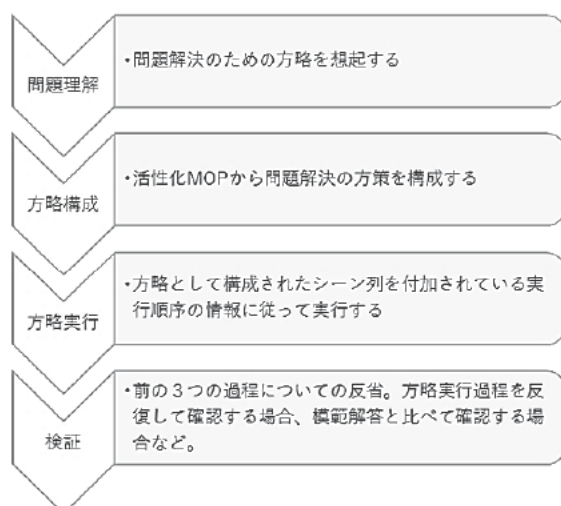 問題理解
・問題解決のための方略を想起する
方略構成
・活性化MOPから問題解決の方策を構成する
方略実行
・方略として構成されたシーン列を付加されている実
行順序の情報に従って実行する
検証
・前の３つの過程についての反省。方略実行過程を反
復して確認する場合、模範解答と比べて確認する場
合など。